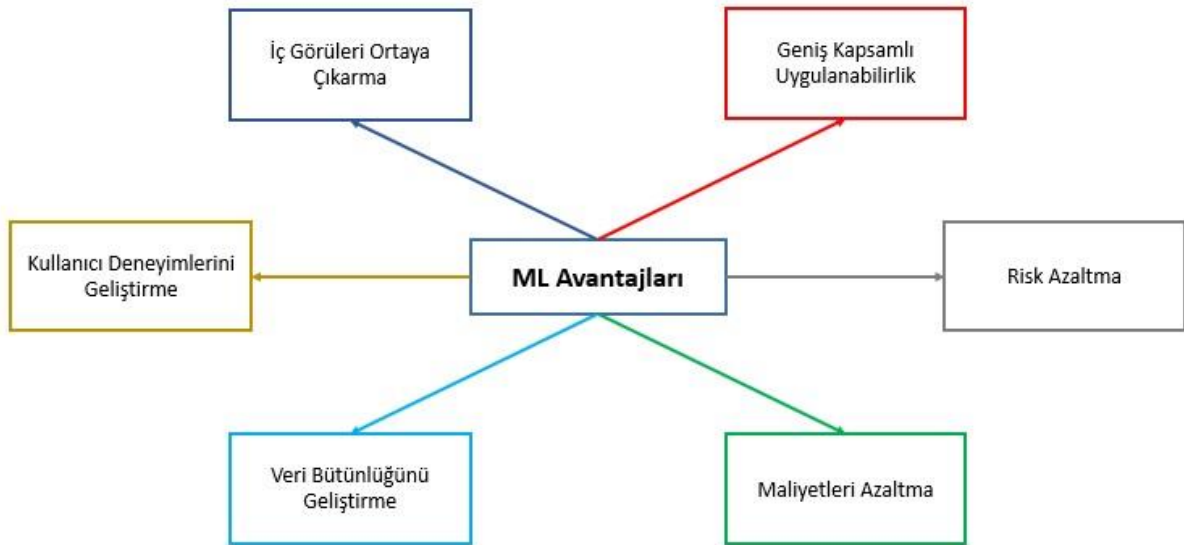 İç Görüleri Ortaya
Çıkarma
Geniş Kapsamlı
Uygulanabilirlik
Kullanıcı Deneyimlerini
Geliştirme
ML Avantajları
Risk Azaltma
Veri Bütünlüğünü
Geliştirme
Maliyetleri Azaltma